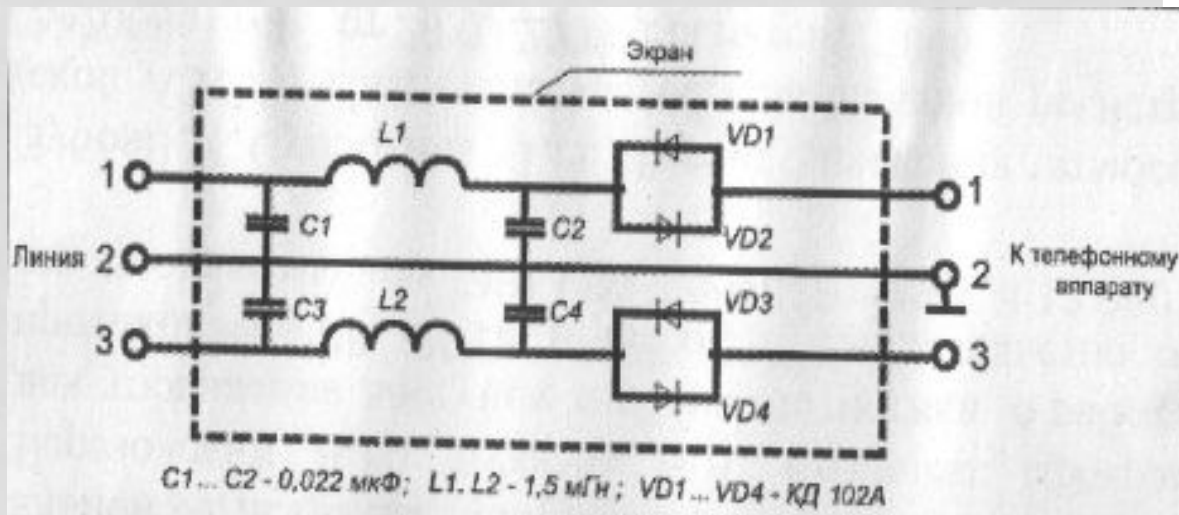 Экран
L1
VD1
1
C1
C2
VD2
1
Линия 2
2
К телефонному
аппарату
C3
L2
C4
VD3
3
3
VD4
C1... C2 - 0,022 мкФ; L1. L2 - 1,5 мГн; VD1... VD4 - КД 102А